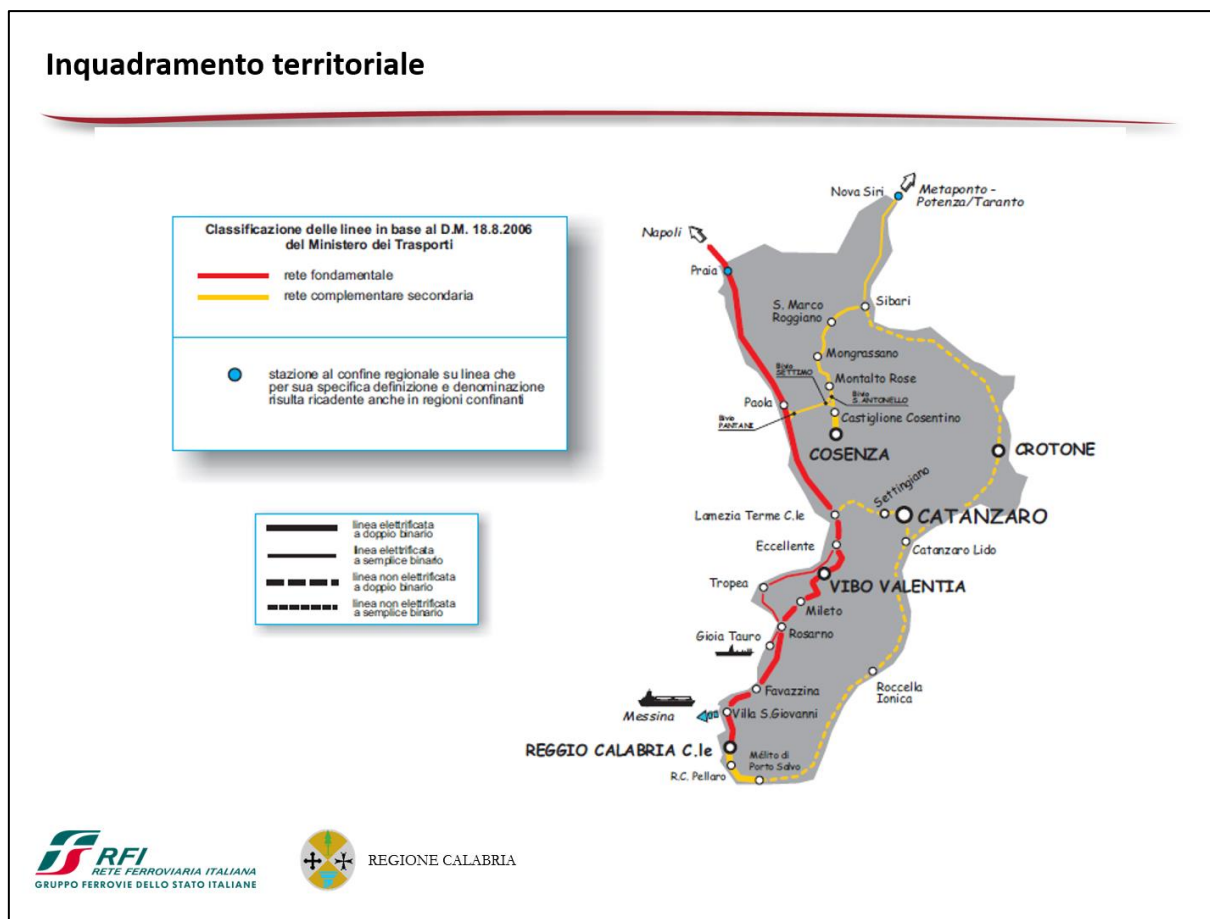 Inquadramento territoriale
Classificazione delle linee in base al D.M. 18.8.2006
del Ministero dei Trasporti
rete fondamentale
rete complementare secondaria
stazione al confine regionale su linea che
per sua specifica definizione e denominazione
risulta ricadente anche in regioni confinanti
linea elettrificata
a doppio binario
linea elettrificata
a semplice binario
linea non elettrificata
a doppio binario
linea non elettrificata
a semplice binario
Nova Siri
Metaponto -
Potenza/Taranto
Napoli
Praia
S. Marco
Roggiano
Sibari
Mongrassano
Bivio
SETTIMO
Montalto Rose
Bivio
S. ANTONELLO
Paola
Bivio
PANTANI
Castiglione Cosentino
COSENZA
CROTONE
Settingiano
Lamezia Terme C.le
CATANZARO
Eccellente
Catanzaro Lido
Tropea
VIBO VALENTIA
Mileto
Gioia Tauro
Rosarno
Favazzina
Roccella
Ionica
Messina
Villa S.Giovanni
REGGIO CALABRIA C.le
Mélito di
Porto Salvo
R.C. Pellaro
RFI
RETE FERROVIARIA ITALIANA
GRUPPO FERROVIE DELLO STATO ITALIANE
REGIONE CALABRIA